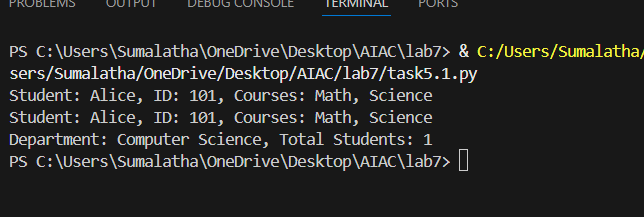 PROBLEMS OUTPUT DEBUG CONSOLE TERMINAL PORTS
PS C:\Users\Sumalatha\OneDrive\Desktop\AIAC\lab7> & C:/Users/Sumalatha/
sers/Sumalatha/OneDrive/Desktop/AIAC/lab7/task5.1.py
Student: Alice, ID: 101, Courses: Math, Science
Student: Alice, ID: 101, Courses: Math, Science
Department: Computer Science, Total Students: 1
PS C:\Users\Sumalatha\OneDrive\Desktop\AIAC\lab7>